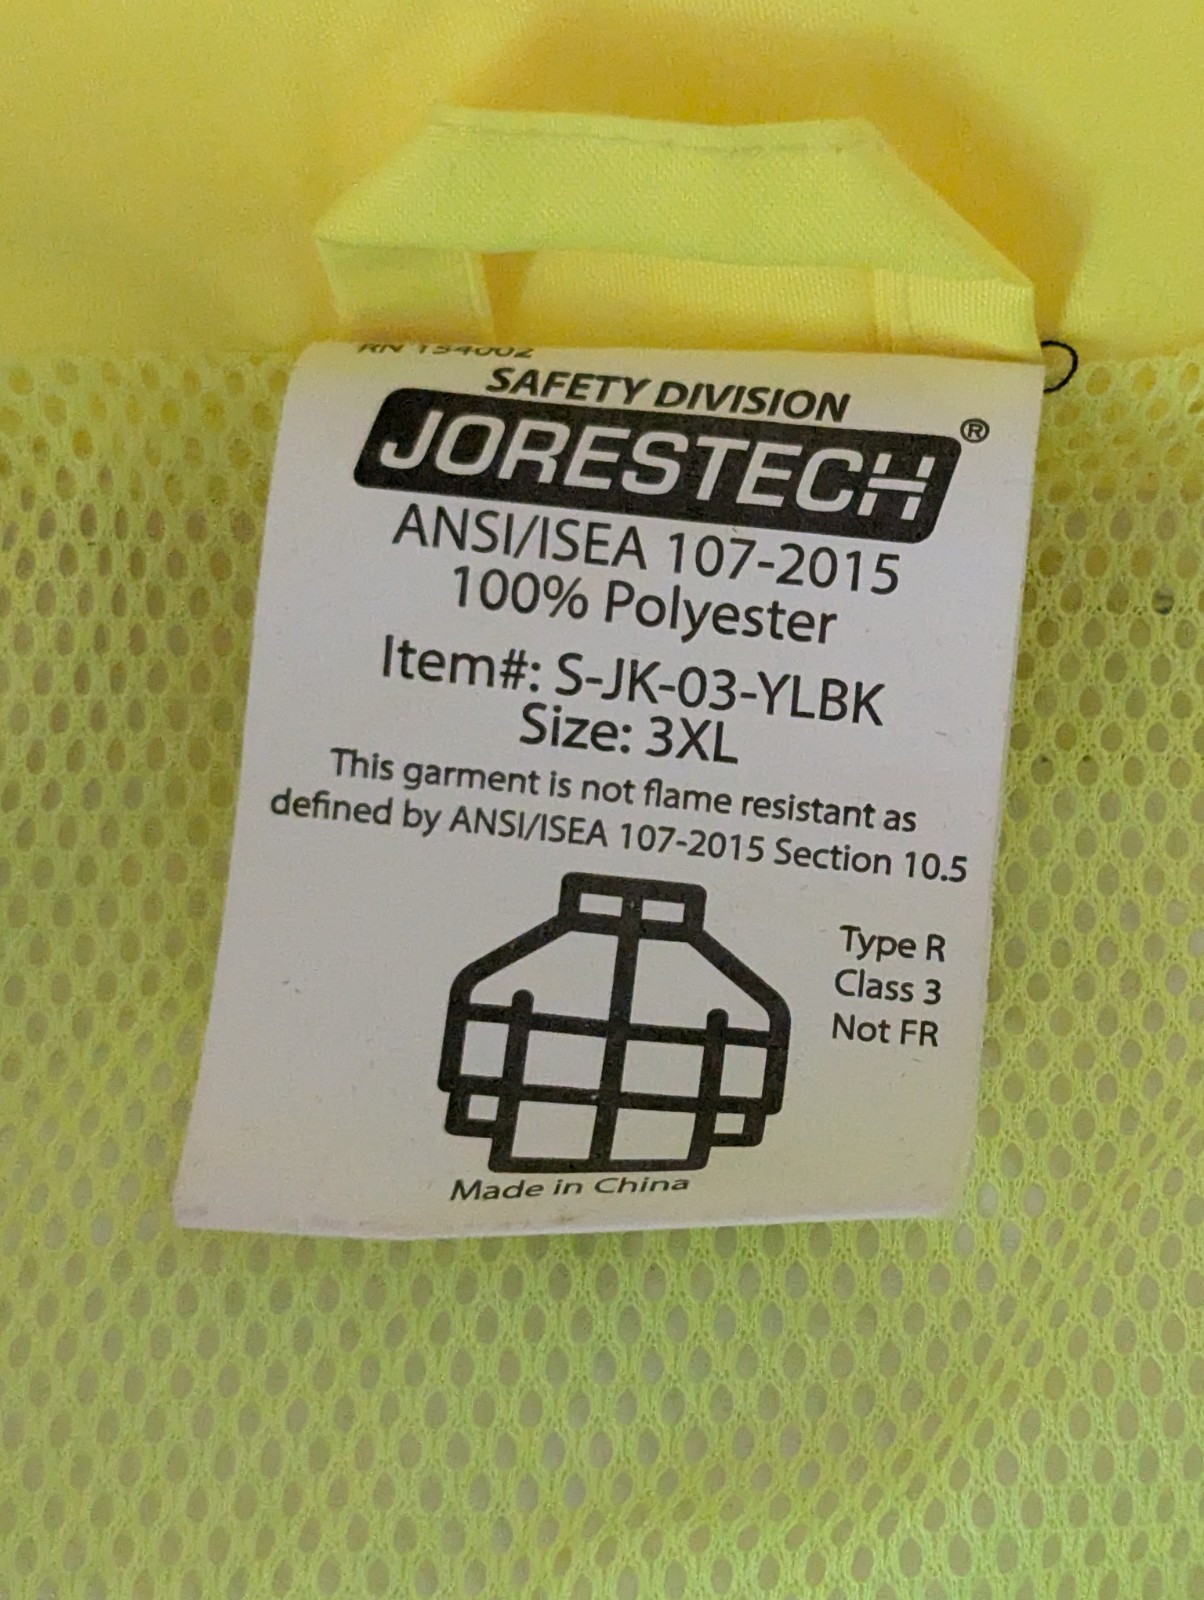 RN 154002
SAFETY DIVISION
JORESTECH®
ANSI/ISEA 107-2015
100% Polyester
Item#: S-JK-03-YLBK
Size: 3XL
This garment is not flame resistant as
defined by ANSI/ISEA 107-2015 Section 10.5
Type R
Class 3
Not FR
Made in China